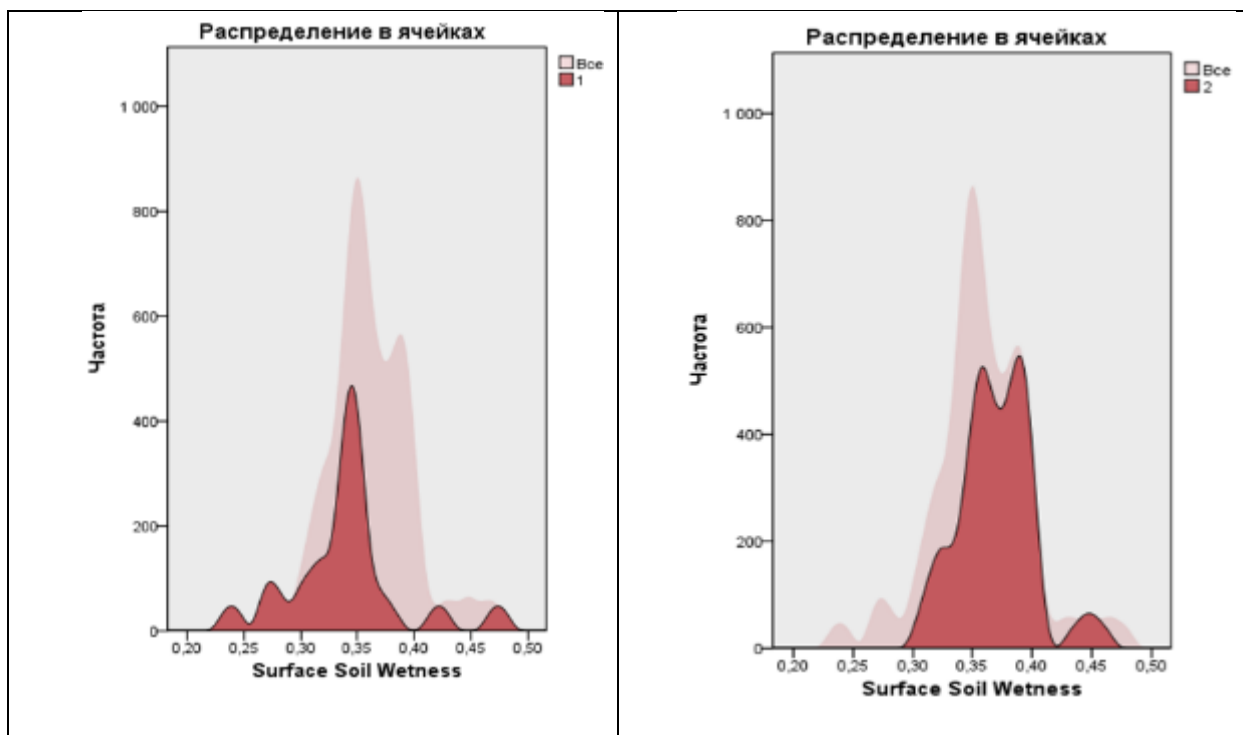 Распределение в ячейках
Все
1
1 000
800
600
400
200
0
Частота
0,20 0,25 0,30 0,35 0,40 0,45 0,50
Surface Soil Wetness
Распределение в ячейках
Все
2
1 000
800
600
400
200
0
Частота
0,20 0,25 0,30 0,35 0,40 0,45 0,50
Surface Soil Wetness